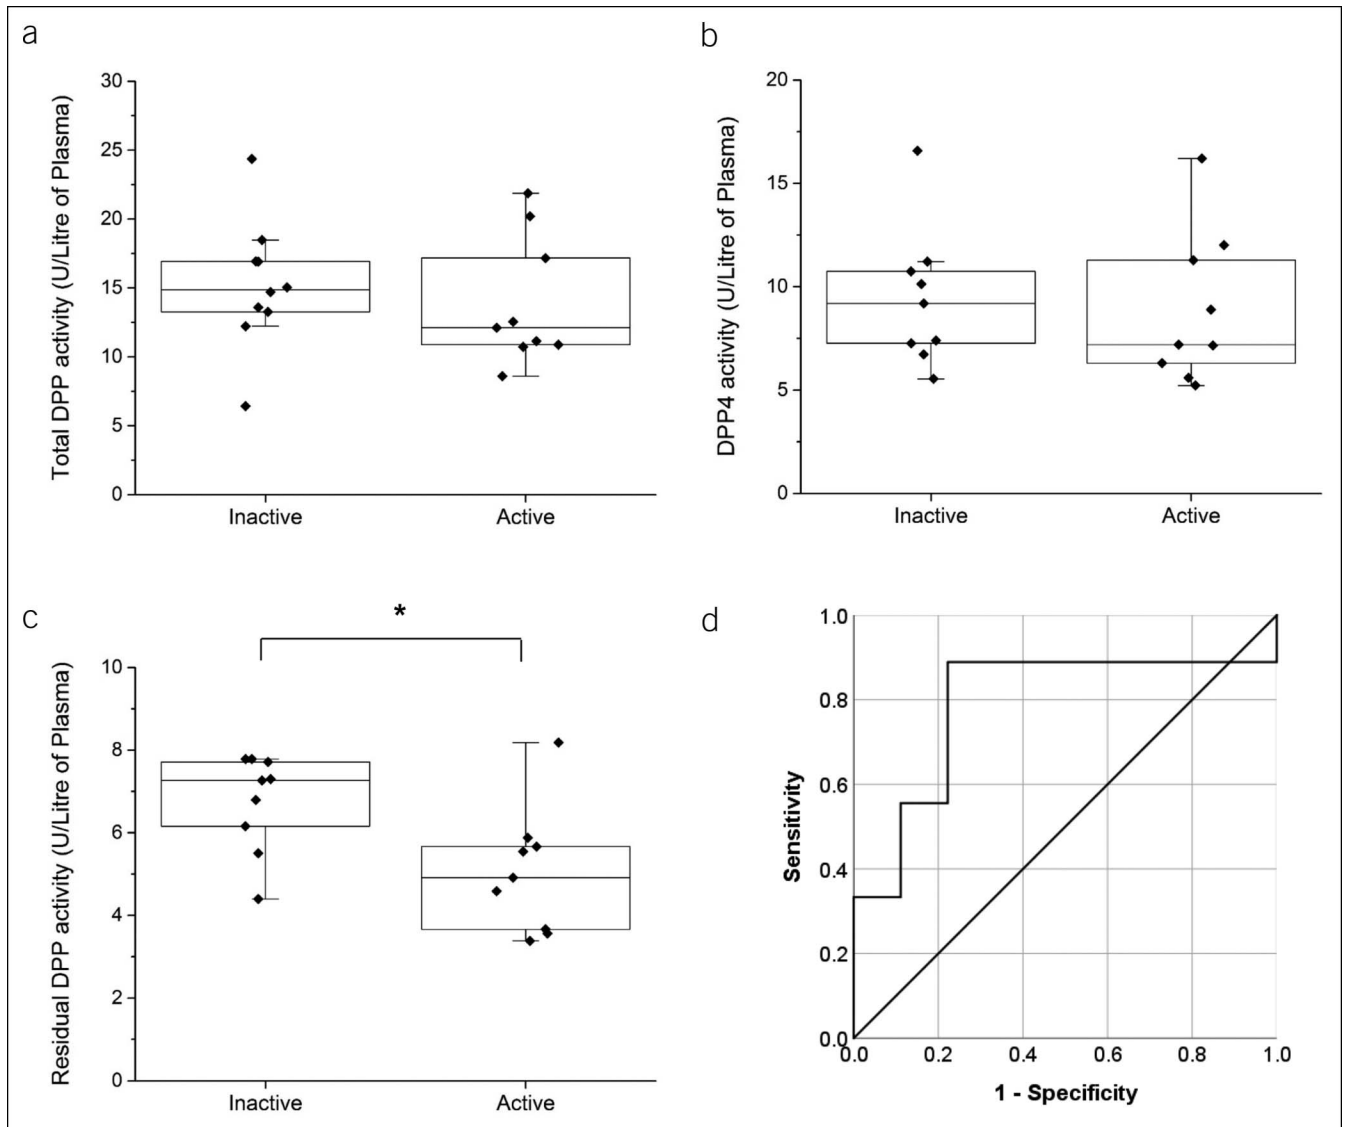 a
Total DPP activity (U/Litre of Plasma)
30
25
20
15
10
5
0
Inactive Active
b
DPP4 activity (U/Litre of Plasma)
20
15
10
5
0
Inactive Active
c
*
Residual DPP activity (U/Litre of Plasma)
10
8
6
4
2
0
Inactive Active
d
Sensitivity
1.0
0.8
0.6
0.4
0.2
0.0
0.0 0.2 0.4 0.6 0.8 1.0
1 - Specificity